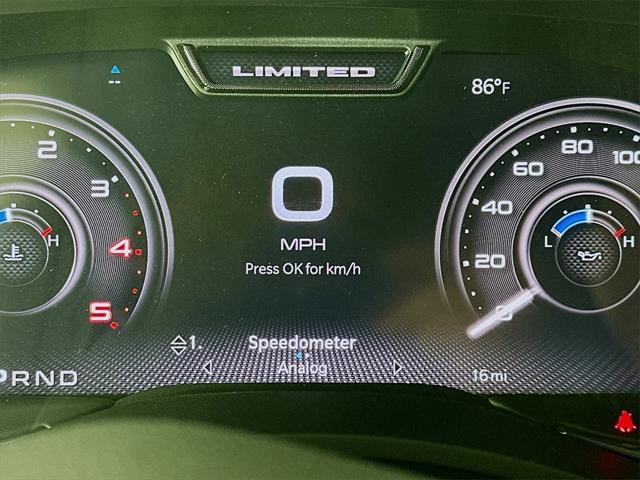 LIMITED
86°F
2
3
4
5
H
0
MPH
Press OK for km/h
0
20
40
60
80
100
L
H
1.
Speedometer
Analog
PRND
16 mi